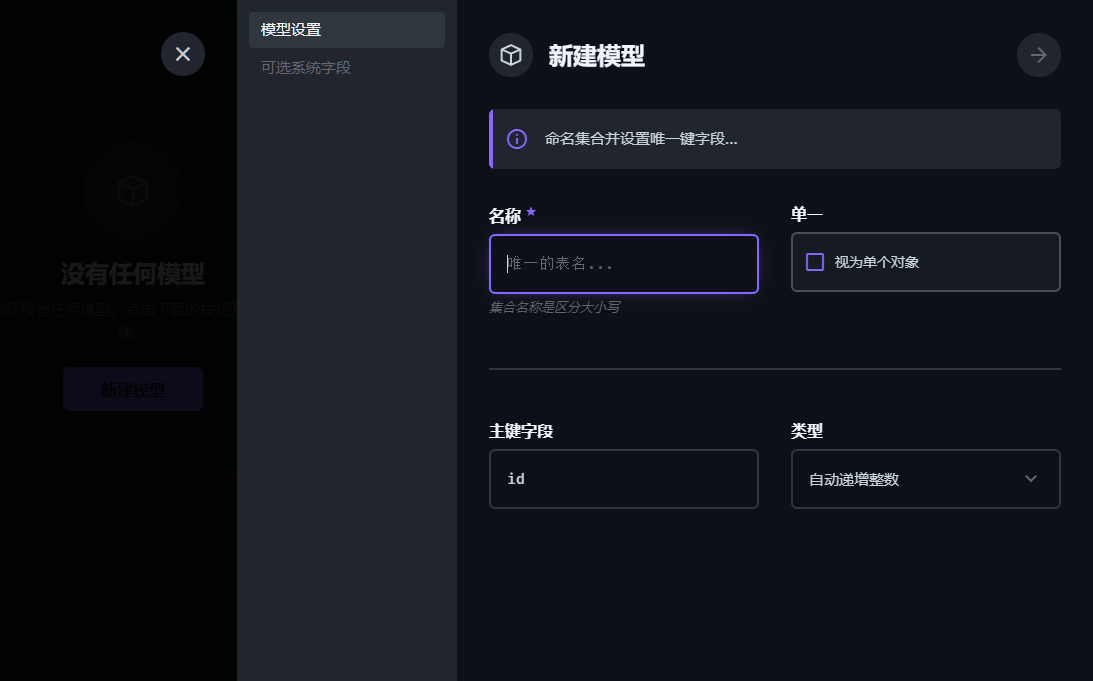 模型设置
可选系统字段
没有任何模型
还没有任何模型，点击下面的按钮
新建模型
新建模型
命名集合并设置唯一键字段...
名称 *
唯一的表名...
集合名称是区分大小写
单一
视为单个对象
主键字段
id
类型
自动递增整数